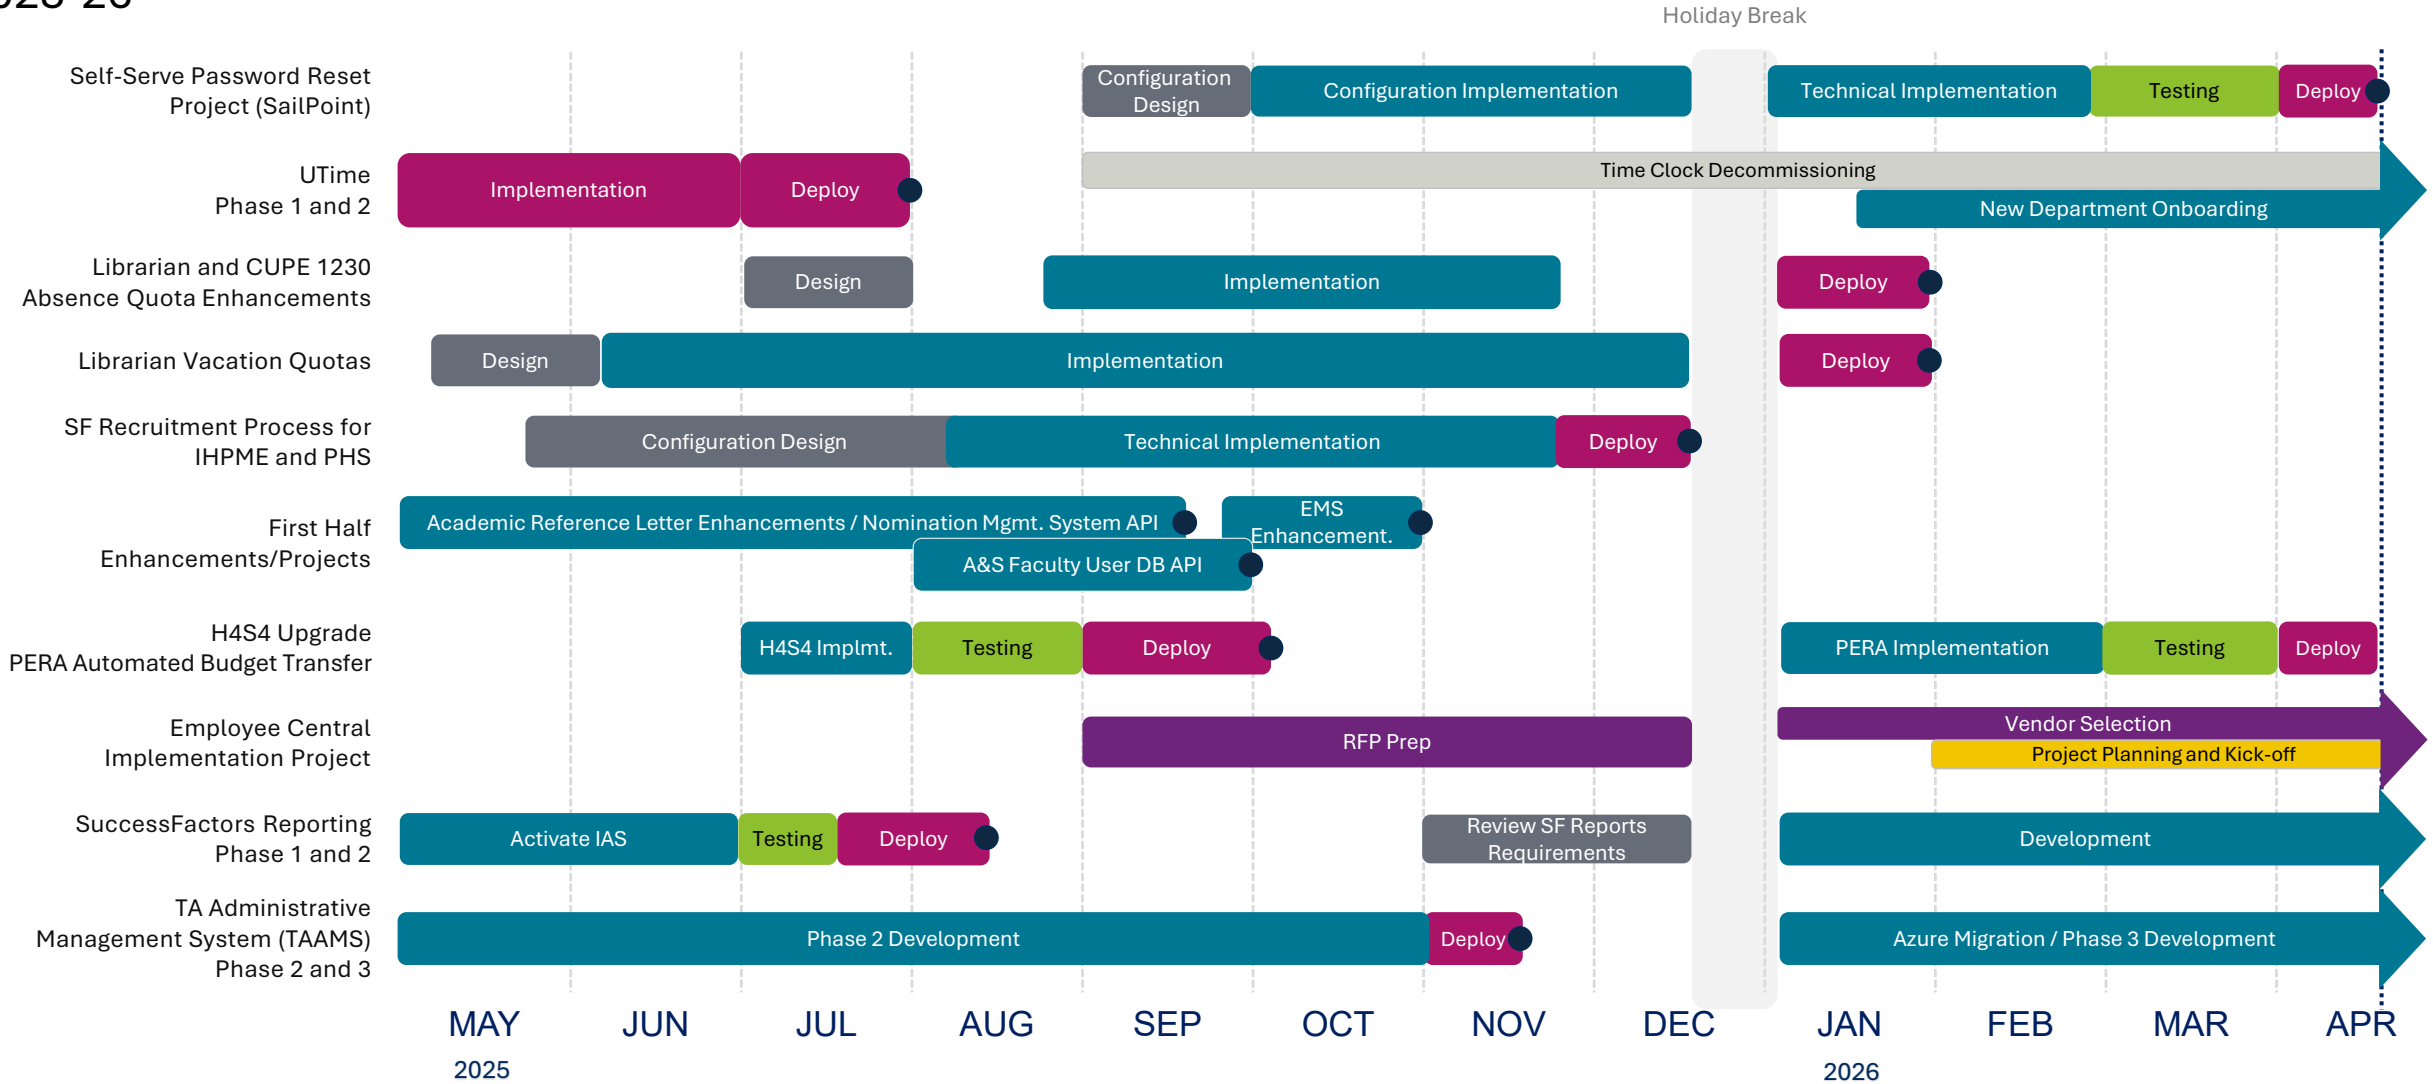 Holiday Break
Self-Serve Password Reset
Project (SailPoint)
Configuration
Design
Configuration Implementation
Technical Implementation
Testing
Deploy
UTime
Phase 1 and 2
Implementation
Deploy
Time Clock Decommissioning
New Department Onboarding
Librarian and CUPE 1230
Absence Quota Enhancements
Design
Implementation
Deploy
Librarian Vacation Quotas
Design
Implementation
Deploy
SF Recruitment Process for
IHPME and PHS
Configuration Design
Technical Implementation
Deploy
First Half
Enhancements/Projects
Academic Reference Letter Enhancements / Nomination Mgmt. System API
EMS
Enhancement.
A&S Faculty User DB API
H4S4 Upgrade
PERA Automated Budget Transfer
H4S4 Implmt.
Testing
Deploy
PERA Implementation
Testing
Deploy
Employee Central
Implementation Project
RFP Prep
Vendor Selection
Project Planning and Kick-off
SuccessFactors Reporting
Phase 1 and 2
Activate IAS
Testing
Deploy
Review SF Reports
Requirements
Development
TA Administrative
Management System (TAAMS)
Phase 2 and 3
Phase 2 Development
Deploy
Azure Migration / Phase 3 Development
MAY JUN JUL AUG SEP OCT NOV DEC JAN FEB MAR APR
2025 2026